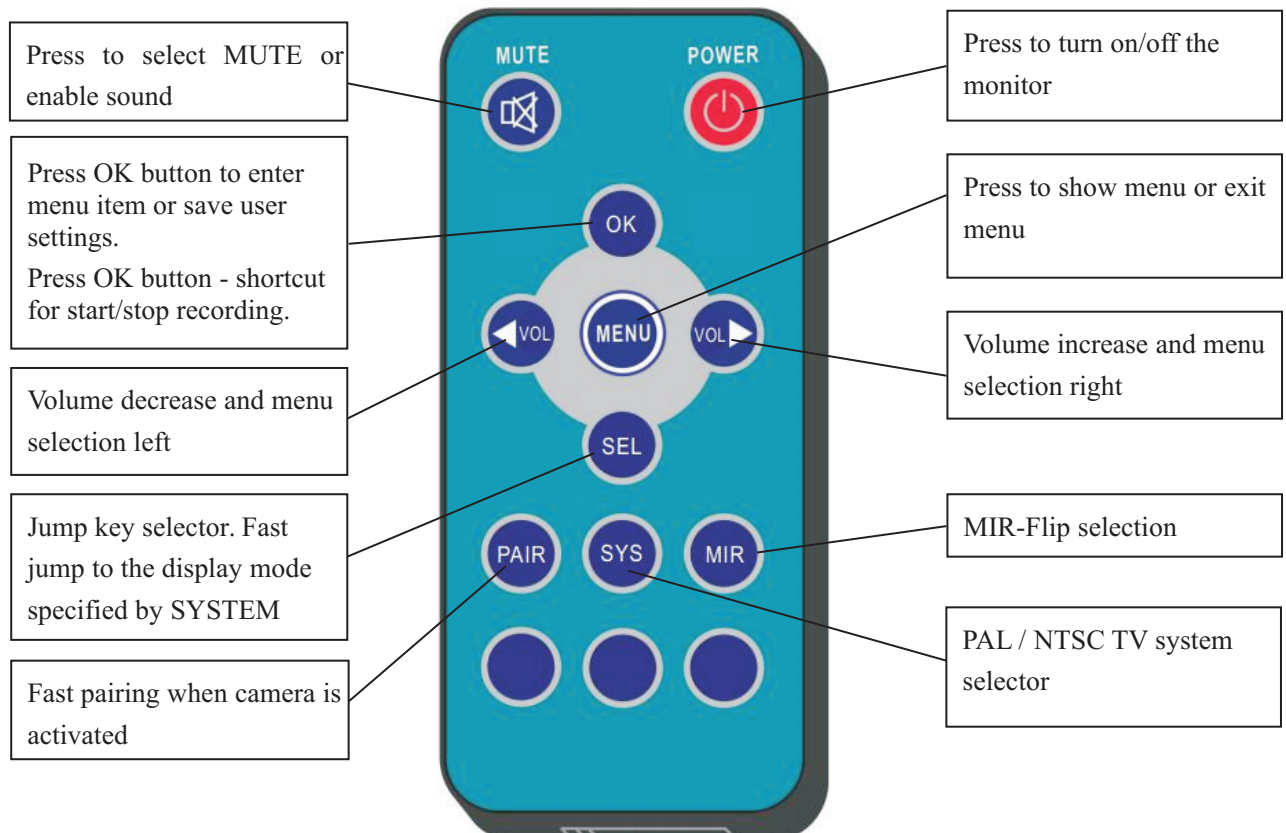 Press to select MUTE or
enable sound
Press OK button to enter
menu item or save user
settings.
Press OK button - shortcut
for start/stop recording.
Volume decrease and menu
selection left
Jump key selector. Fast
jump to the display mode
specified by SYSTEM
Fast pairing when camera is
activated
MUTE
POWER
OK
VOL
MENU
VOL
SEL
PAIR
SYS
MIR
Press to turn on/off the
monitor
Press to show menu or exit
menu
Volume increase and menu
selection right
MIR-Flip selection
PAL / NTSC TV system
selector